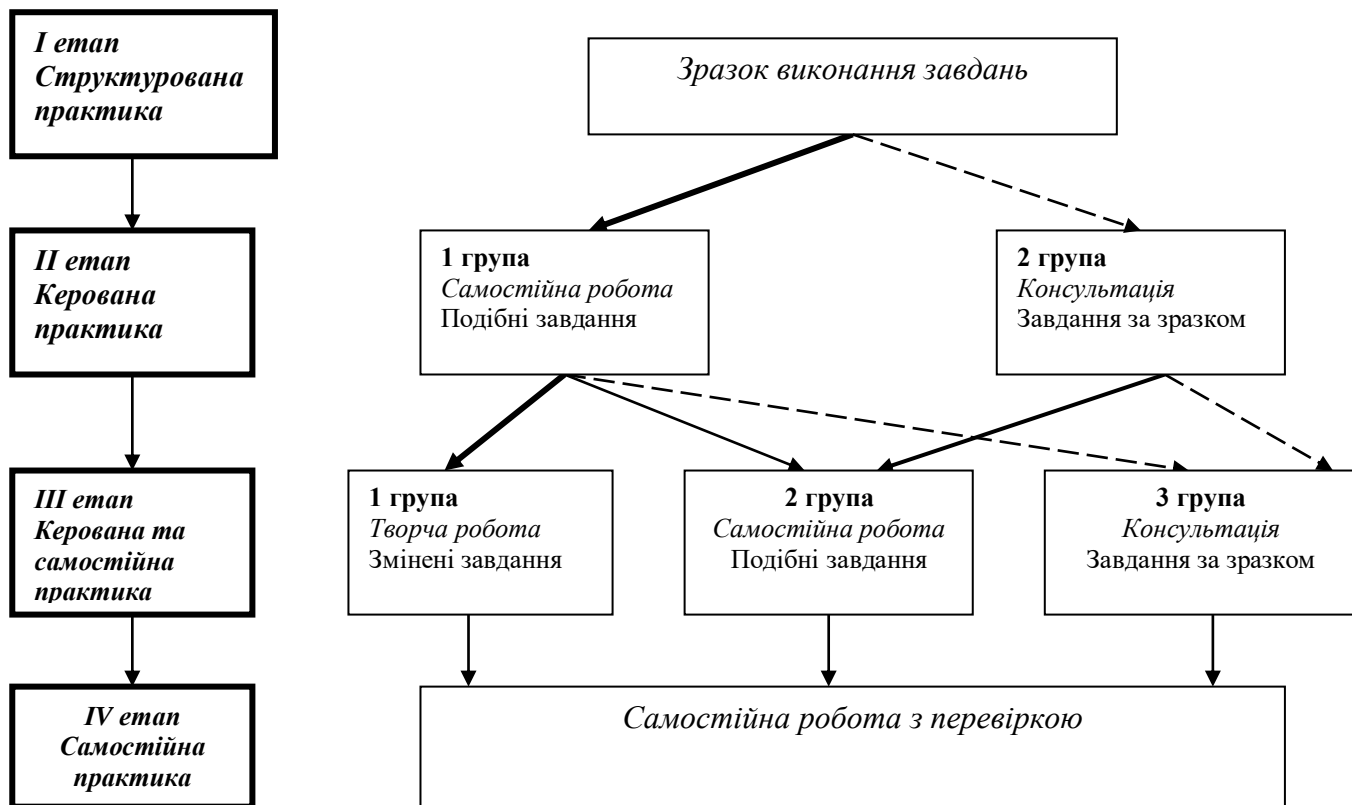 I етап
Структурована
практика
Зразок виконання завдань
II етап
Керована
практика
1 група
Самостійна робота
Подібні завдання
2 група
Консультація
Завдання за зразком
III етап
Керована та
самостійна
практика
1 група
Творча робота
Змінені завдання
2 група
Самостійна робота
Подібні завдання
3 група
Консультація
Завдання за зразком
IV етап
Самостійна
практика
Самостійна робота з перевіркою